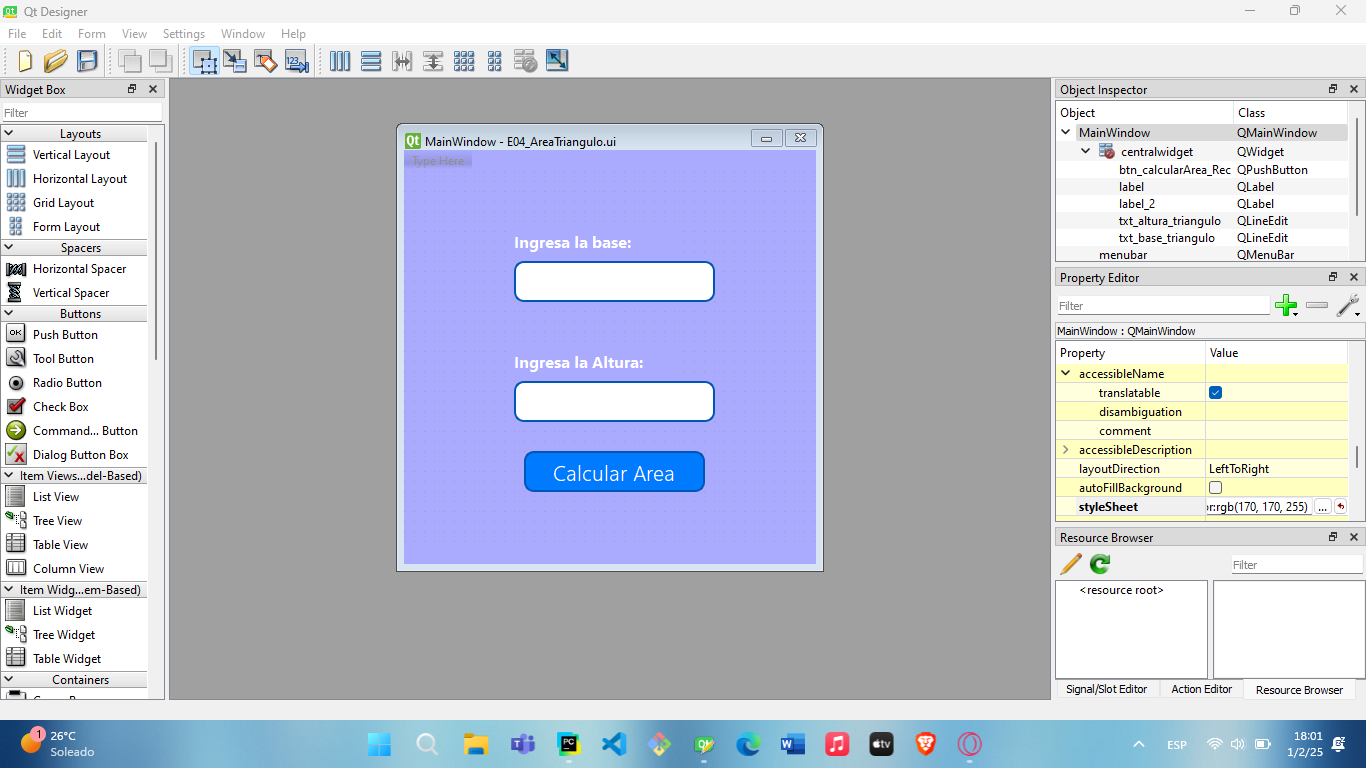 Qt Designer
File Edit Form View Settings Window Help
Widget Box
Filter
Layouts
Vertical Layout
Horizontal Layout
Grid Layout
Form Layout
Spacers
Horizontal Spacer
Vertical Spacer
Buttons
OK Push Button
Tool Button
Radio Button
Check Box
Command... Button
Dialog Button Box
Item Views...del-Based)
List View
Tree View
Table View
Column View
Item Widg...em-Based)
List Widget
Tree Widget
Table Widget
Containers
Qt MainWindow - E04_AreaTriangulo.ui
Type Here
Ingresa la base:
Ingresa la Altura:
Calcular Area
Object Inspector
Object Class
MainWindow QMainWindow
centralwidget QWidget
btn_calcularArea_Rec QPushButton
label QLabel
label_2 QLabel
txt_altura_triangulo QLineEdit
txt_base_triangulo QLineEdit
menubar QMenuBar
Property Editor
Filter
MainWindow : QMainWindow
Property Value
accessibleName
translatable
disambiguation
comment
accessibleDescription
layoutDirection LeftToRight
autoFillBackground
styleSheet or:rgb(170, 170, 255) ...
Resource Browser
Filter
<resource root>
Signal/Slot Editor Action Editor Resource Browser
1 26°C
Soleado
ESP
18:01
1/2/25